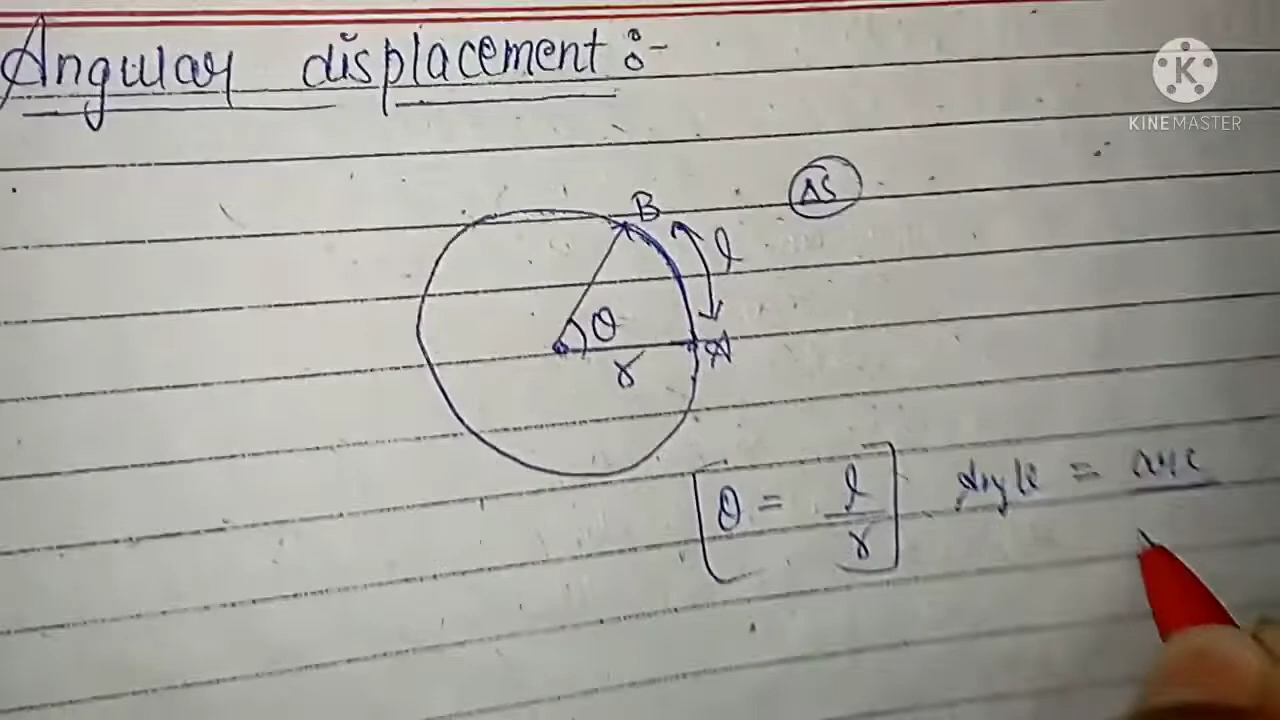 Angular displacement :-
B
ΔS
l
θ
A
r
θ = l/r angle = arc
KINEMASTER